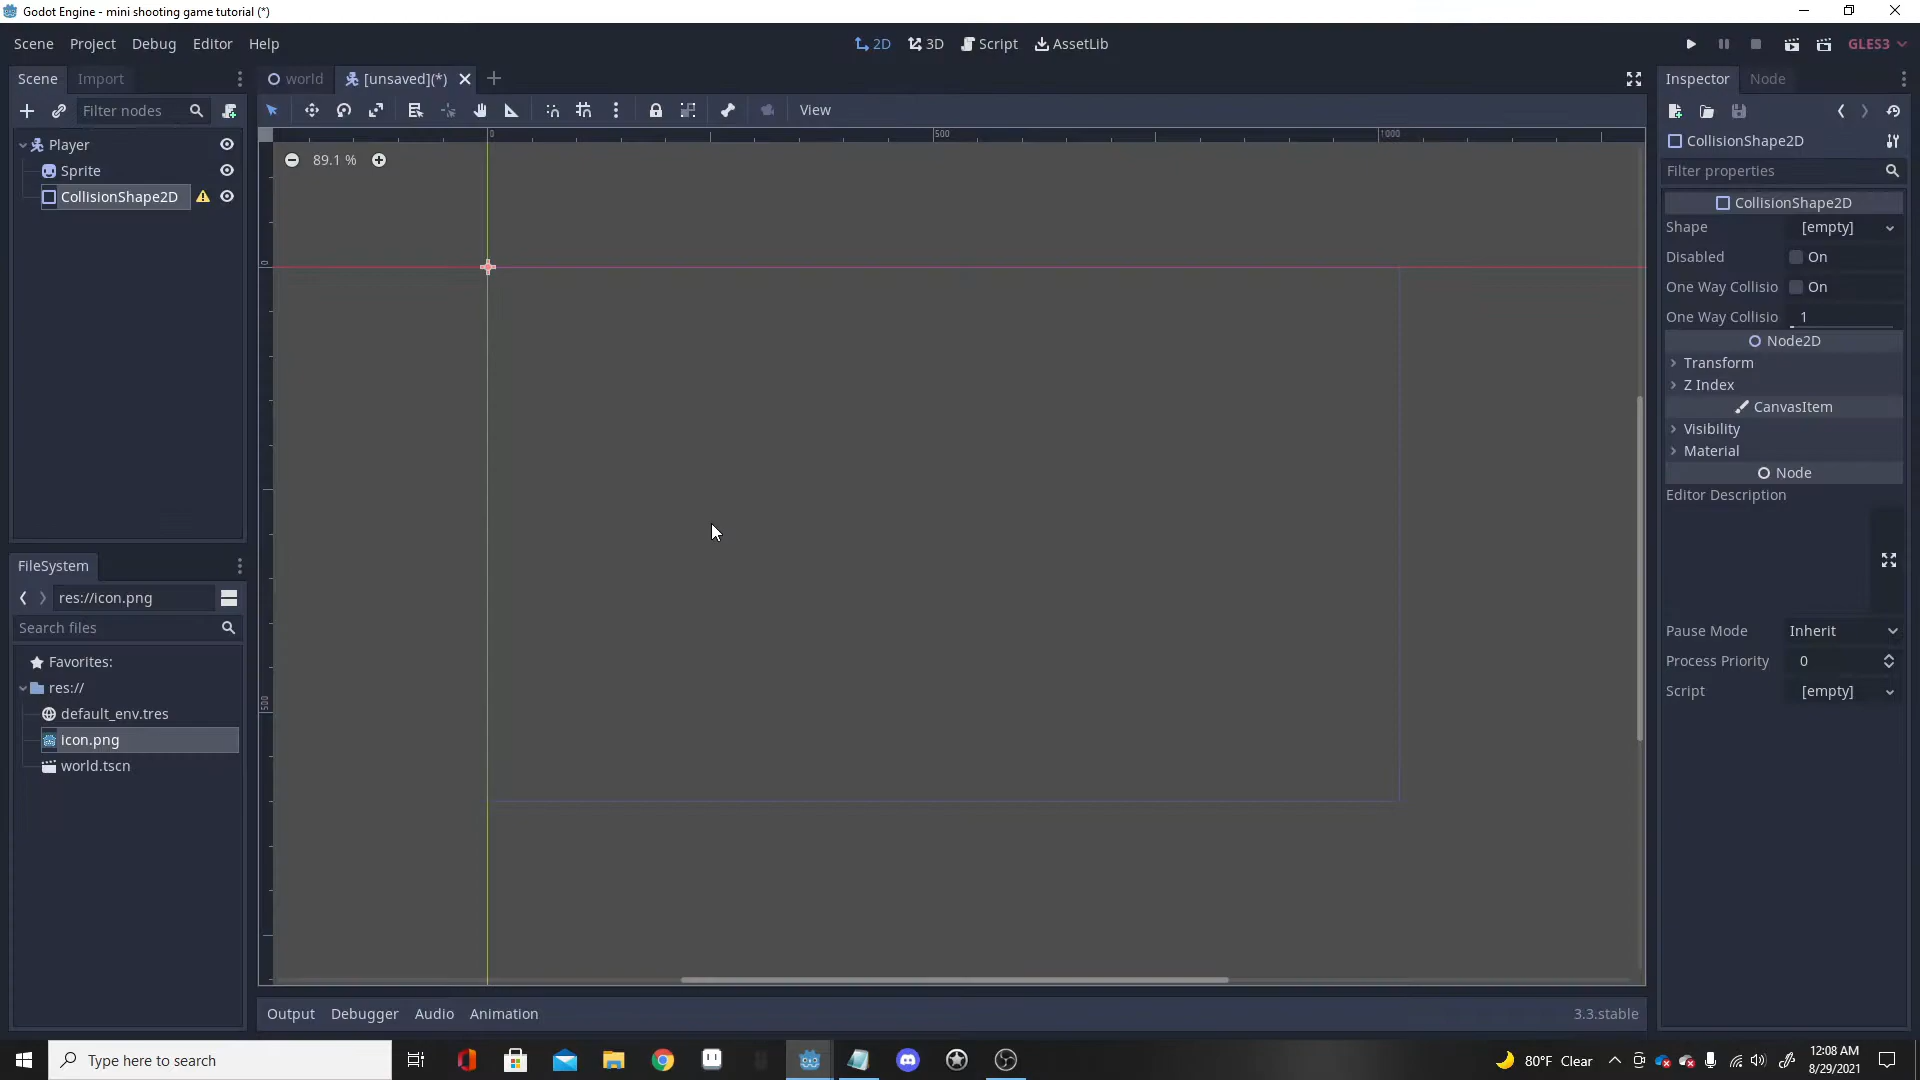 Godot Engine - mini shooting game tutorial (*)
Scene Project Debug Editor Help
2D 3D Script AssetLib
GLES3
Scene Import
world [unsaved](*)
Inspector Node
Filter nodes
View
Player
Sprite
CollisionShape2D
0 500 1000
89.1 %
0
500
CollisionShape2D
Filter properties
CollisionShape2D
Shape [empty]
Disabled On
One Way Collisio On
One Way Collisio 1
Node2D
Transform
Z Index
CanvasItem
Visibility
Material
Node
Editor Description
Pause Mode Inherit
Process Priority 0
Script [empty]
FileSystem
res://icon.png
Search files
Favorites:
res://
default_env.tres
icon.png
world.tscn
Output Debugger Audio Animation
3.3.stable
Type here to search
80°F Clear
12:08 AM
8/29/2021